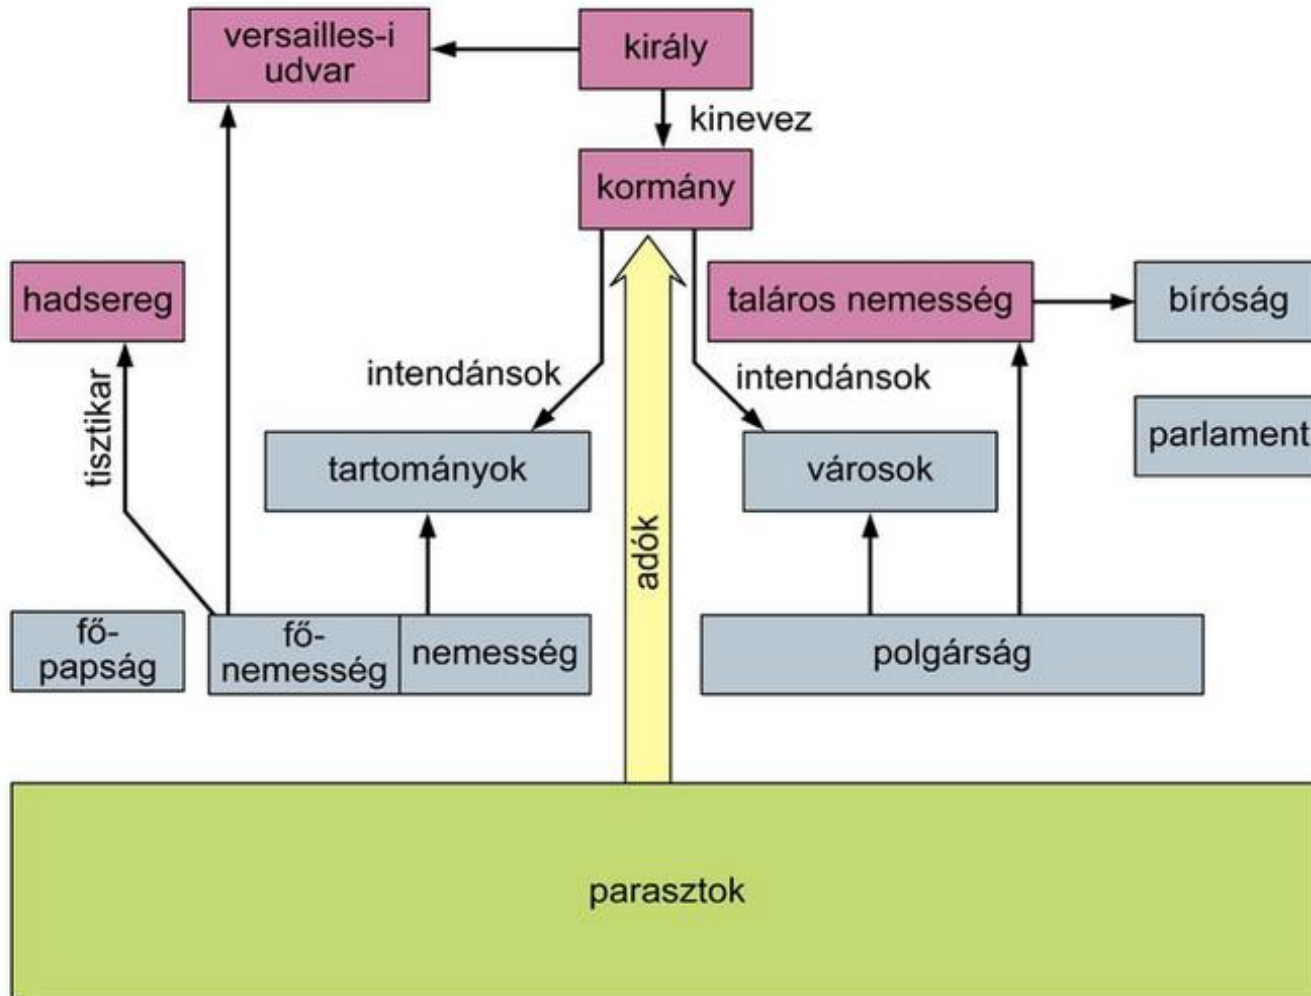 versailles-i
udvar
király
kinevez
kormány
hadsereg
taláros nemesség
bíróság
intendánsok
intendánsok
tisztikar
parlament
tartományok
városok
adók
fő-
papság
fő-
nemesség
nemesség
polgárság
parasztok